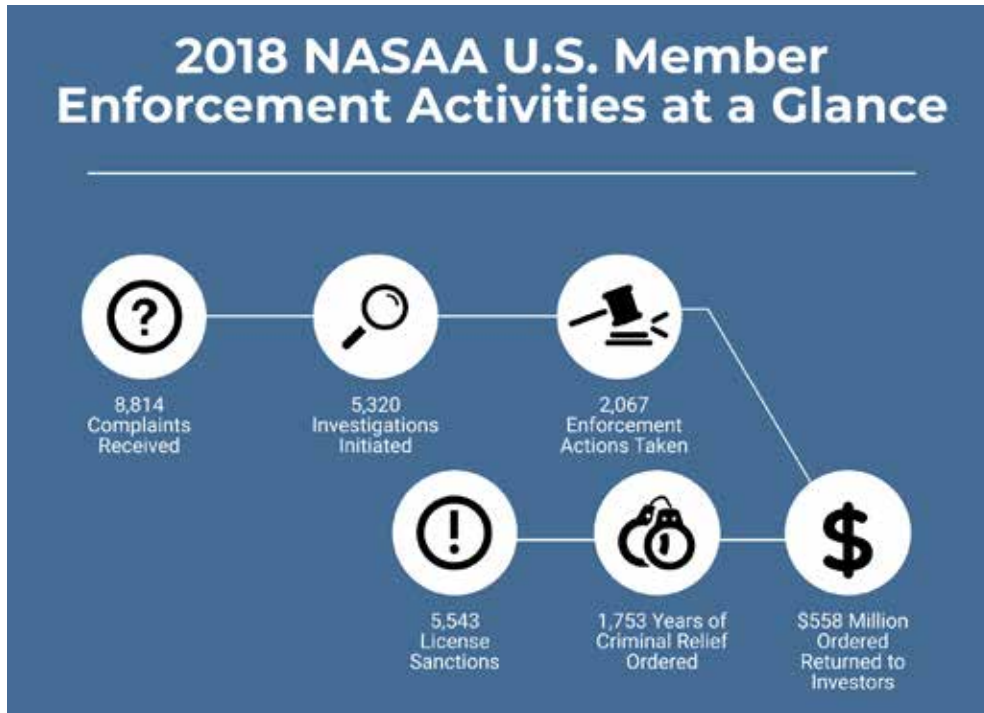 2018 NASAA U.S. Member
Enforcement Activities at a Glance
?
8,814
Complaints
Received
5,320
Investigations
Initiated
2,067
Enforcement
Actions Taken
!
5,543
License
Sanctions
1,753 Years of
Criminal Relief
Ordered
$
$558 Million
Ordered
Returned to
Investors